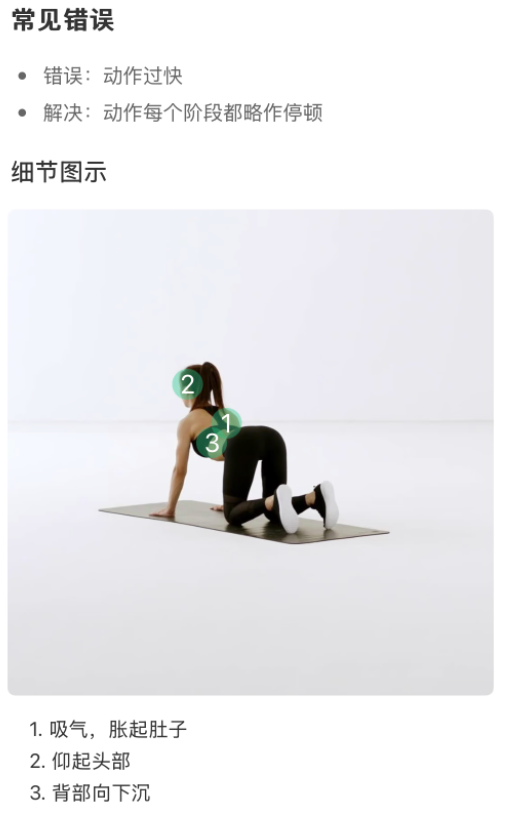 常见错误
• 错误：动作过快
• 解决：动作每个阶段都略作停顿
细节图示
2
1
3
1. 吸气，胀起肚子
2. 仰起头部
3. 背部向下沉